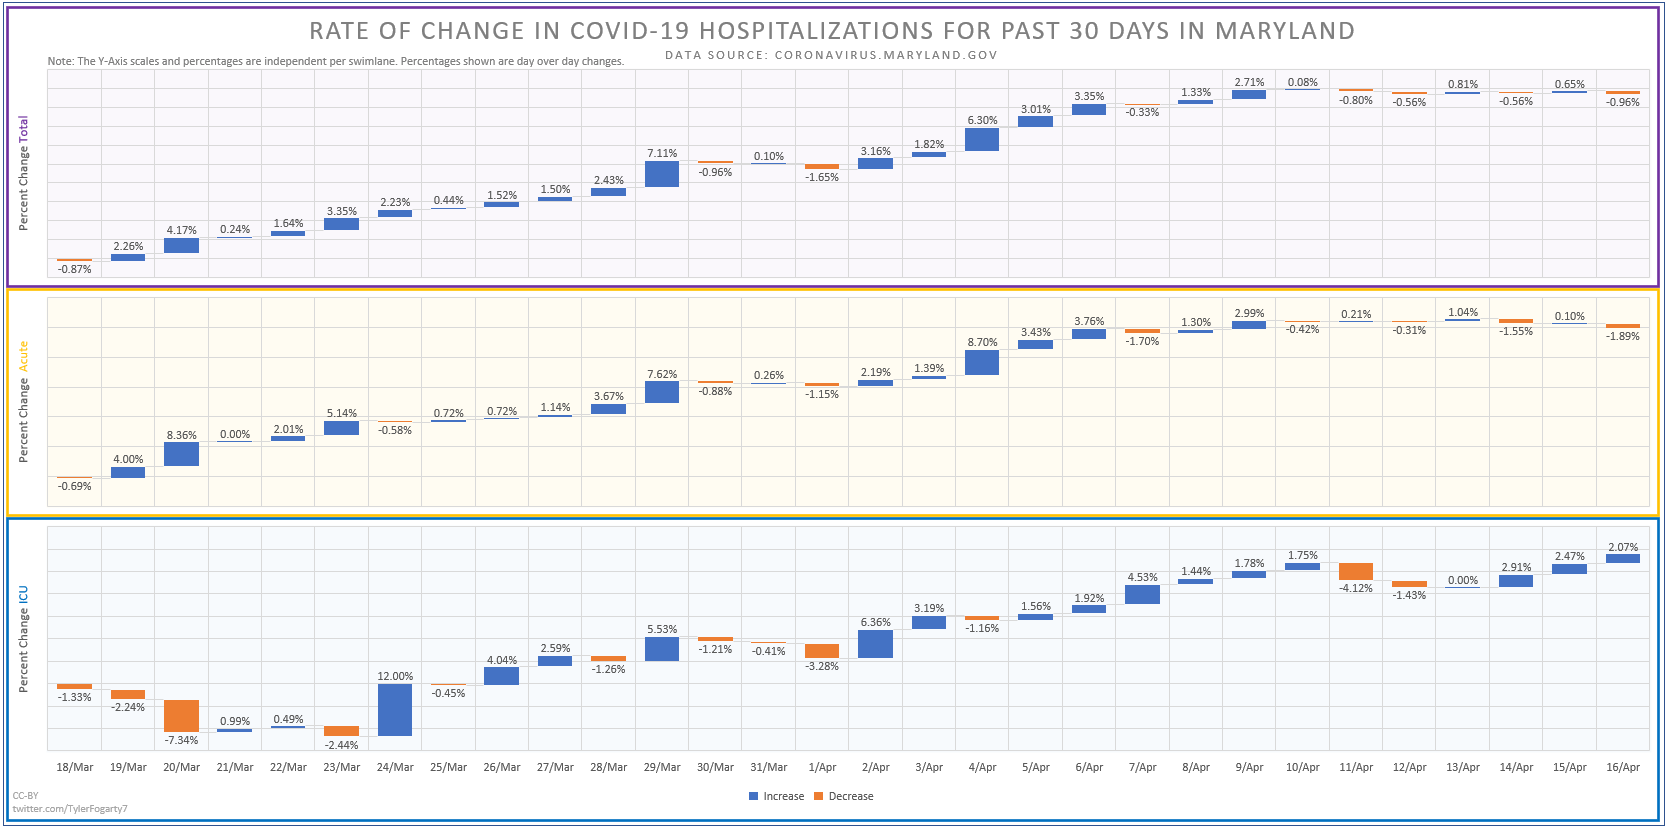 RATE OF CHANGE IN COVID-19 HOSPITALIZATIONS FOR PAST 30 DAYS IN MARYLAND
DATA SOURCE: CORONAVIRUS.MARYLAND.GOV
Note: The Y-Axis scales and percentages are independent per swimlane. Percentages shown are day over day changes.
Percent Change Total
-0.87% 2.26% 4.17% 0.24% 1.64% 3.35% 2.23% 0.44% 1.52% 1.50% 2.43% 7.11% -0.96% 0.10% -1.65% 3.16% 1.82% 6.30% 3.01% 3.35% -0.33% 1.33% 2.71% 0.08% -0.80% -0.56% 0.81% -0.56% 0.65% -0.96%
Percent Change Acute
-0.69% 4.00% 8.36% 0.00% 2.01% 5.14% -0.58% 0.72% 0.72% 1.14% 3.67% 7.62% -0.88% 0.26% -1.15% 2.19% 1.39% 8.70% 3.43% 3.76% -1.70% 1.30% 2.99% -0.42% 0.21% -0.31% 1.04% -1.55% 0.10% -1.89%
Percent Change ICU
-1.33% -2.24% -7.34% 0.99% 0.49% -2.44% 12.00% -0.45% 4.04% 2.59% -1.26% 5.53% -1.21% -0.41% -3.28% 6.36% 3.19% -1.16% 1.56% 1.92% 4.53% 1.44% 1.78% 1.75% -4.12% -1.43% 0.00% 2.91% 2.47% 2.07%
18/Mar 19/Mar 20/Mar 21/Mar 22/Mar 23/Mar 24/Mar 25/Mar 26/Mar 27/Mar 28/Mar 29/Mar 30/Mar 31/Mar 1/Apr 2/Apr 3/Apr 4/Apr 5/Apr 6/Apr 7/Apr 8/Apr 9/Apr 10/Apr 11/Apr 12/Apr 13/Apr 14/Apr 15/Apr 16/Apr
Increase Decrease
CC-BY
twitter.com/TylerFogarty7